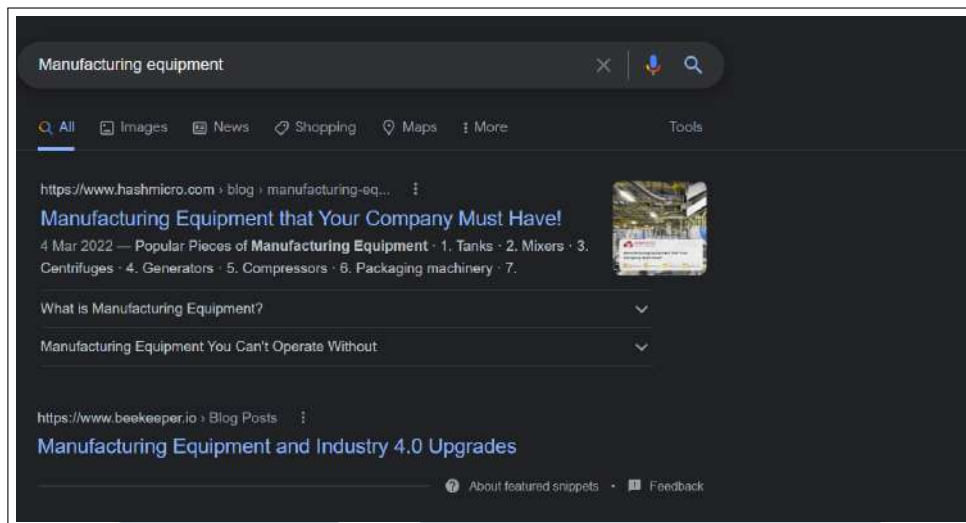 Manufacturing equipment
All Images News Shopping Maps More Tools
https://www.hashmicro.com › blog › manufacturing-eq...
Manufacturing Equipment that Your Company Must Have!
4 Mar 2022 — Popular Pieces of Manufacturing Equipment · 1. Tanks · 2. Mixers · 3.
Centrifuges · 4. Generators · 5. Compressors · 6. Packaging machinery · 7.
What is Manufacturing Equipment?
Manufacturing Equipment You Can't Operate Without
https://www.beekeeper.io › Blog Posts
Manufacturing Equipment and Industry 4.0 Upgrades
About featured snippets • Feedback